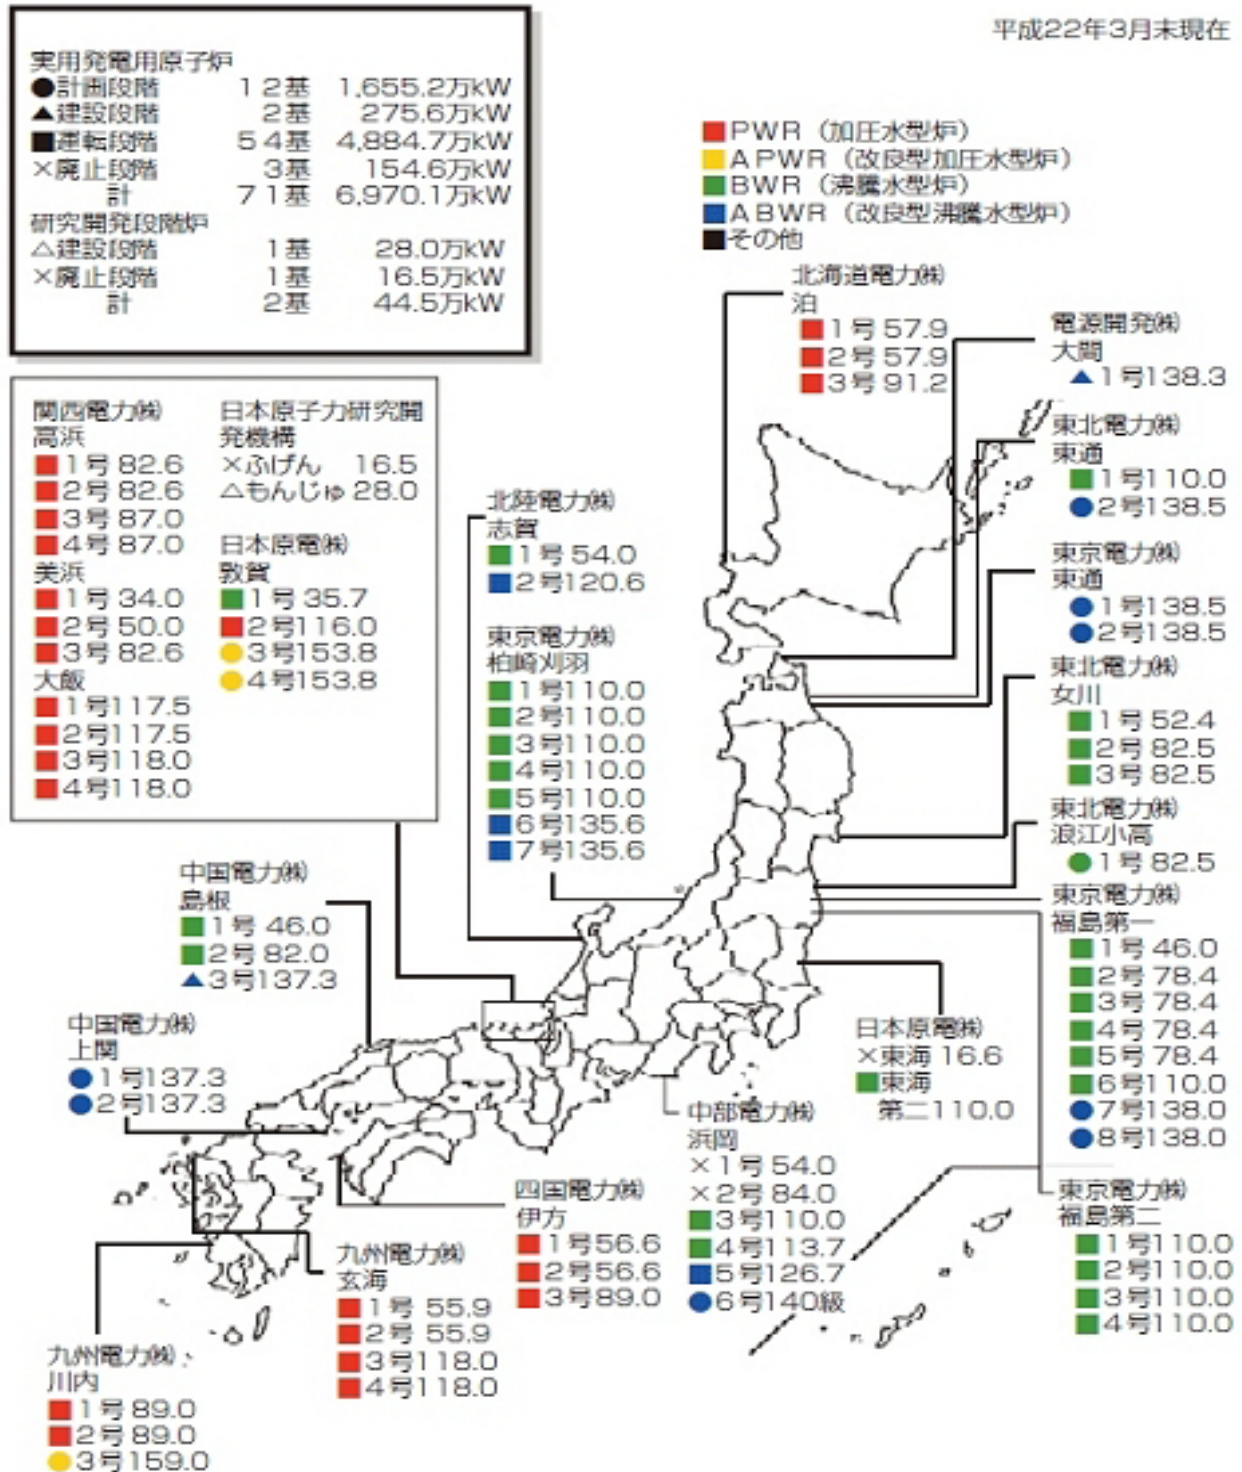 平成22年3月末現在
実用発電用原子炉
●計画段階 12基 1,655.2万kW
▲建設段階 2基 275.6万kW
■運転段階 54基 4,884.7万kW
×廃止段階 3基 154.6万kW
計 71基 6,970.1万kW
研究開発段階炉
△建設段階 1基 28.0万kW
×廃止段階 1基 16.5万kW
計 2基 44.5万kW
■PWR（加圧水型炉）
■APWR（改良型加圧水型炉）
■BWR（沸騰水型炉）
■ABWR（改良型沸騰水型炉）
■その他
北海道電力㈱
泊
■1号 57.9
■2号 57.9
■3号 91.2
電源開発㈱
大間
▲1号138.3
東北電力㈱
東通
■1号110.0
●2号138.5
東京電力㈱
東通
●1号138.5
●2号138.5
東北電力㈱
女川
■1号 52.4
■2号 82.5
■3号 82.5
東北電力㈱
浪江小高
●1号 82.5
東京電力㈱
福島第一
■1号 46.0
■2号 78.4
■3号 78.4
■4号 78.4
■5号 78.4
■6号110.0
●7号138.0
●8号138.0
東京電力㈱
福島第二
■1号110.0
■2号110.0
■3号110.0
■4号110.0
関西電力㈱
高浜
■1号 82.6
■2号 82.6
■3号 87.0
■4号 87.0
美浜
■1号 34.0
■2号 50.0
■3号 82.6
大飯
■1号117.5
■2号117.5
■3号118.0
■4号118.0
日本原子力研究開
発機構
×ふげん 16.5
△もんじゅ 28.0
日本原電㈱
敦賀
■1号 35.7
■2号116.0
●3号153.8
●4号153.8
北陸電力㈱
志賀
■1号 54.0
■2号120.6
東京電力㈱
柏崎刈羽
■1号110.0
■2号110.0
■3号110.0
■4号110.0
■5号110.0
■6号135.6
■7号135.6
中国電力㈱
島根
■1号 46.0
■2号 82.0
▲3号137.3
中国電力㈱
上関
●1号137.3
●2号137.3
日本原電㈱
×東海 16.6
■東海
第二110.0
中部電力㈱
浜岡
×1号 54.0
×2号 84.0
■3号110.0
■4号113.7
■5号126.7
●6号140級
四国電力㈱
伊方
■1号56.6
■2号56.6
■3号89.0
九州電力㈱
玄海
■1号 55.9
■2号 55.9
■3号118.0
■4号118.0
九州電力㈱
川内
■1号 89.0
■2号 89.0
●3号159.0